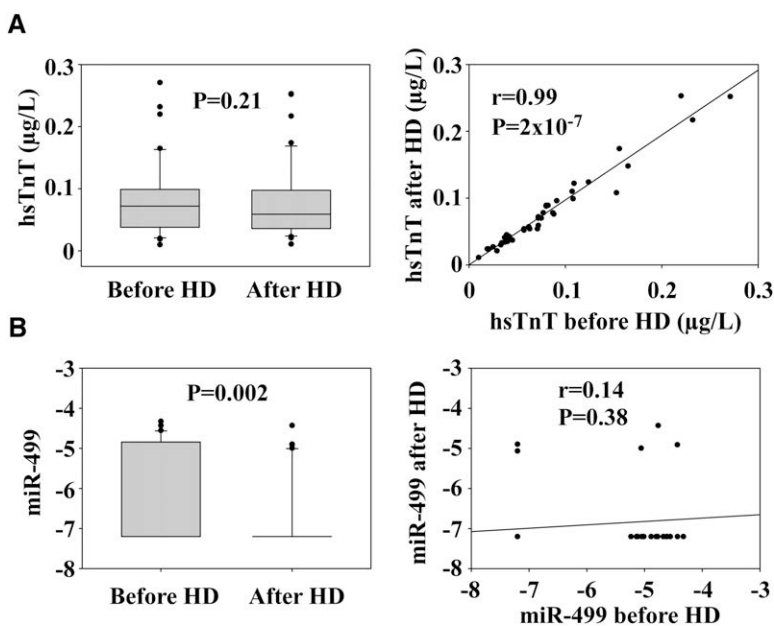 A
hsTnT (µg/L)
0.3
0.2
0.1
0
P=0.21
Before HD
After HD
hsTnT after HD (µg/L)
0.3
0.2
0.1
0
r=0.99
P=2x10⁻⁷
0
0.1
0.2
0.3
hsTnT before HD (µg/L)
B
miR-499
-3
-4
-5
-6
-7
-8
P=0.002
Before HD
After HD
miR-499 after HD
-3
-4
-5
-6
-7
-8
r=0.14
P=0.38
-8
-7
-6
-5
-4
-3
miR-499 before HD